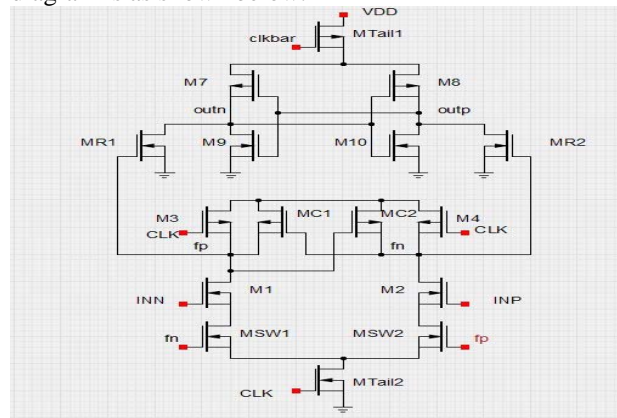 VDD
clkbar
MTail1
M7
M8
outn
outp
MR1
M9
M10
MR2
M3
MC1
MC2
M4
CLK
CLK
fp
fn
M1
M2
INN
INP
fn
MSW1
MSW2
fp
MTail2
CLK